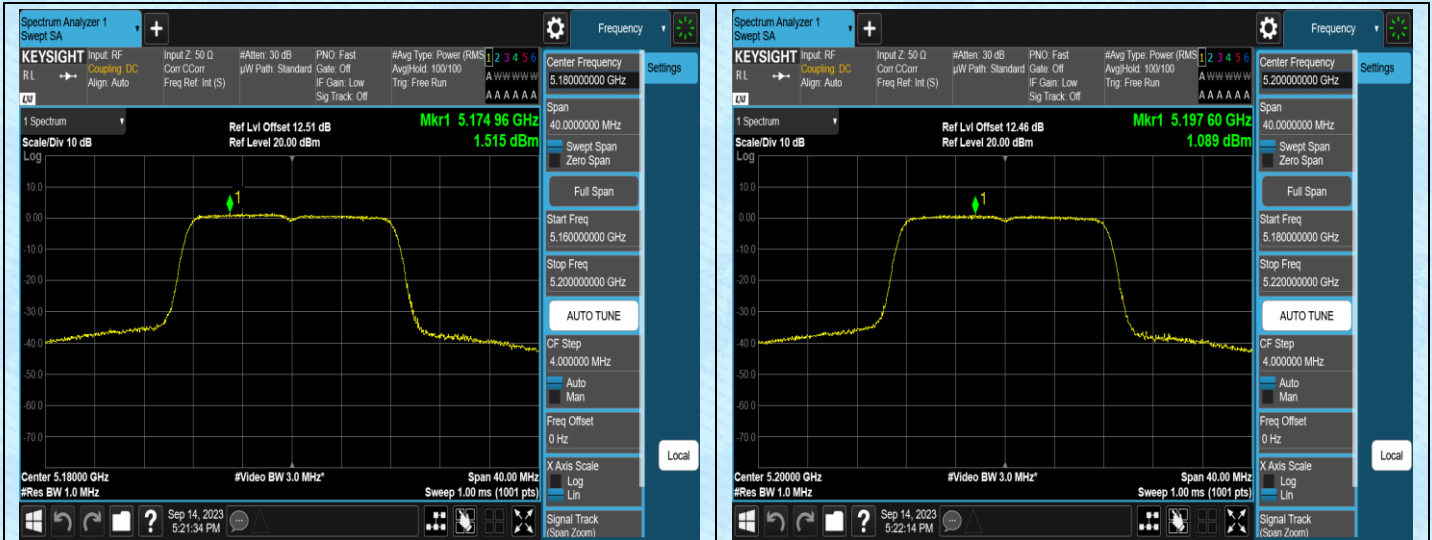 Spectrum Analyzer 1
Swept SA
Frequency
KEYSIGHT
RL
LXI
Input: RF
Coupling: DC
Align: Auto
Input Z: 50 Ω
Corr CCorr
Freq Ref: Int (S)
#Atten: 30 dB
µW Path: Standard
PNO: Fast
Gate: Off
IF Gain: Low
Sig Track: Off
#Avg Type: Power (RMS
Avg|Hold: 100/100
Trig: Free Run
1 2 3 4 5 6
A W W W W W
A A A A A A
Center Frequency
5.180000000 GHz
Settings
1 Spectrum
Scale/Div 10 dB
Log
Ref Lvl Offset 12.51 dB
Ref Level 20.00 dBm
Mkr1 5.174 96 GHz
1.515 dBm
Span
40.0000000 MHz
Swept Span
Zero Span
Full Span
Start Freq
5.160000000 GHz
Stop Freq
5.200000000 GHz
AUTO TUNE
CF Step
4.000000 MHz
Auto
Man
Freq Offset
0 Hz
X Axis Scale
Log
Lin
Signal Track
(Span Zoom)
Local
1
10.0
0.00
-10.0
-20.0
-30.0
-40.0
-50.0
-60.0
-70.0
Center 5.18000 GHz
#Res BW 1.0 MHz
#Video BW 3.0 MHz*
Span 40.00 MHz
Sweep 1.00 ms (1001 pts)
?
Sep 14, 2023
5:21:34 PM
Spectrum Analyzer 1
Swept SA
Frequency
KEYSIGHT
RL
LXI
Input: RF
Coupling: DC
Align: Auto
Input Z: 50 Ω
Corr CCorr
Freq Ref: Int (S)
#Atten: 30 dB
µW Path: Standard
PNO: Fast
Gate: Off
IF Gain: Low
Sig Track: Off
#Avg Type: Power (RMS
Avg|Hold: 100/100
Trig: Free Run
1 2 3 4 5 6
A W W W W W
A A A A A A
Center Frequency
5.200000000 GHz
Settings
1 Spectrum
Scale/Div 10 dB
Log
Ref Lvl Offset 12.46 dB
Ref Level 20.00 dBm
Mkr1 5.197 60 GHz
1.089 dBm
Span
40.0000000 MHz
Swept Span
Zero Span
Full Span
Start Freq
5.180000000 GHz
Stop Freq
5.220000000 GHz
AUTO TUNE
CF Step
4.000000 MHz
Auto
Man
Freq Offset
0 Hz
X Axis Scale
Log
Lin
Signal Track
(Span Zoom)
Local
1
10.0
0.00
-10.0
-20.0
-30.0
-40.0
-50.0
-60.0
-70.0
Center 5.20000 GHz
#Res BW 1.0 MHz
#Video BW 3.0 MHz*
Span 40.00 MHz
Sweep 1.00 ms (1001 pts)
?
Sep 14, 2023
5:22:14 PM